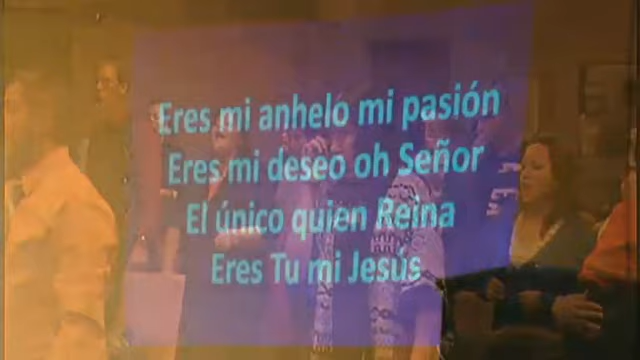 Eres mi anhelo mi pasión
Eres mi deseo oh Señor
El único quien Reina
Eres Tu mi Jesús